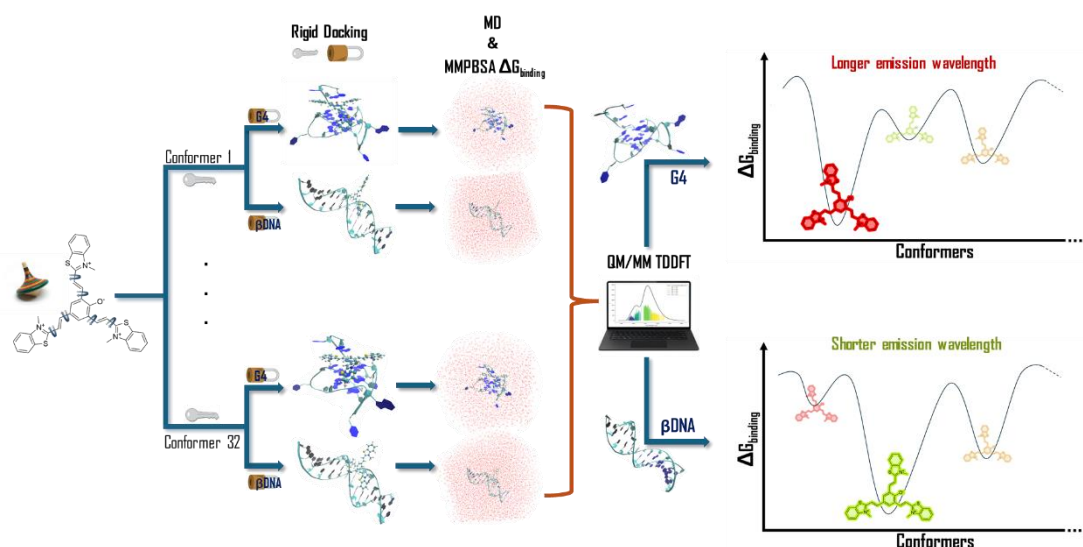 Rigid Docking
MD
&
MMPBSA ΔGbinding
G4
Conformer 1
βDNA
.
.
.
G4
Conformer 32
βDNA
S
N+
O-
S
N+
N+
S
G4
QM/MM TDDFT
βDNA
Longer emission wavelength
ΔGbinding
Conformers
...
Shorter emission wavelength
ΔGbinding
Conformers
...